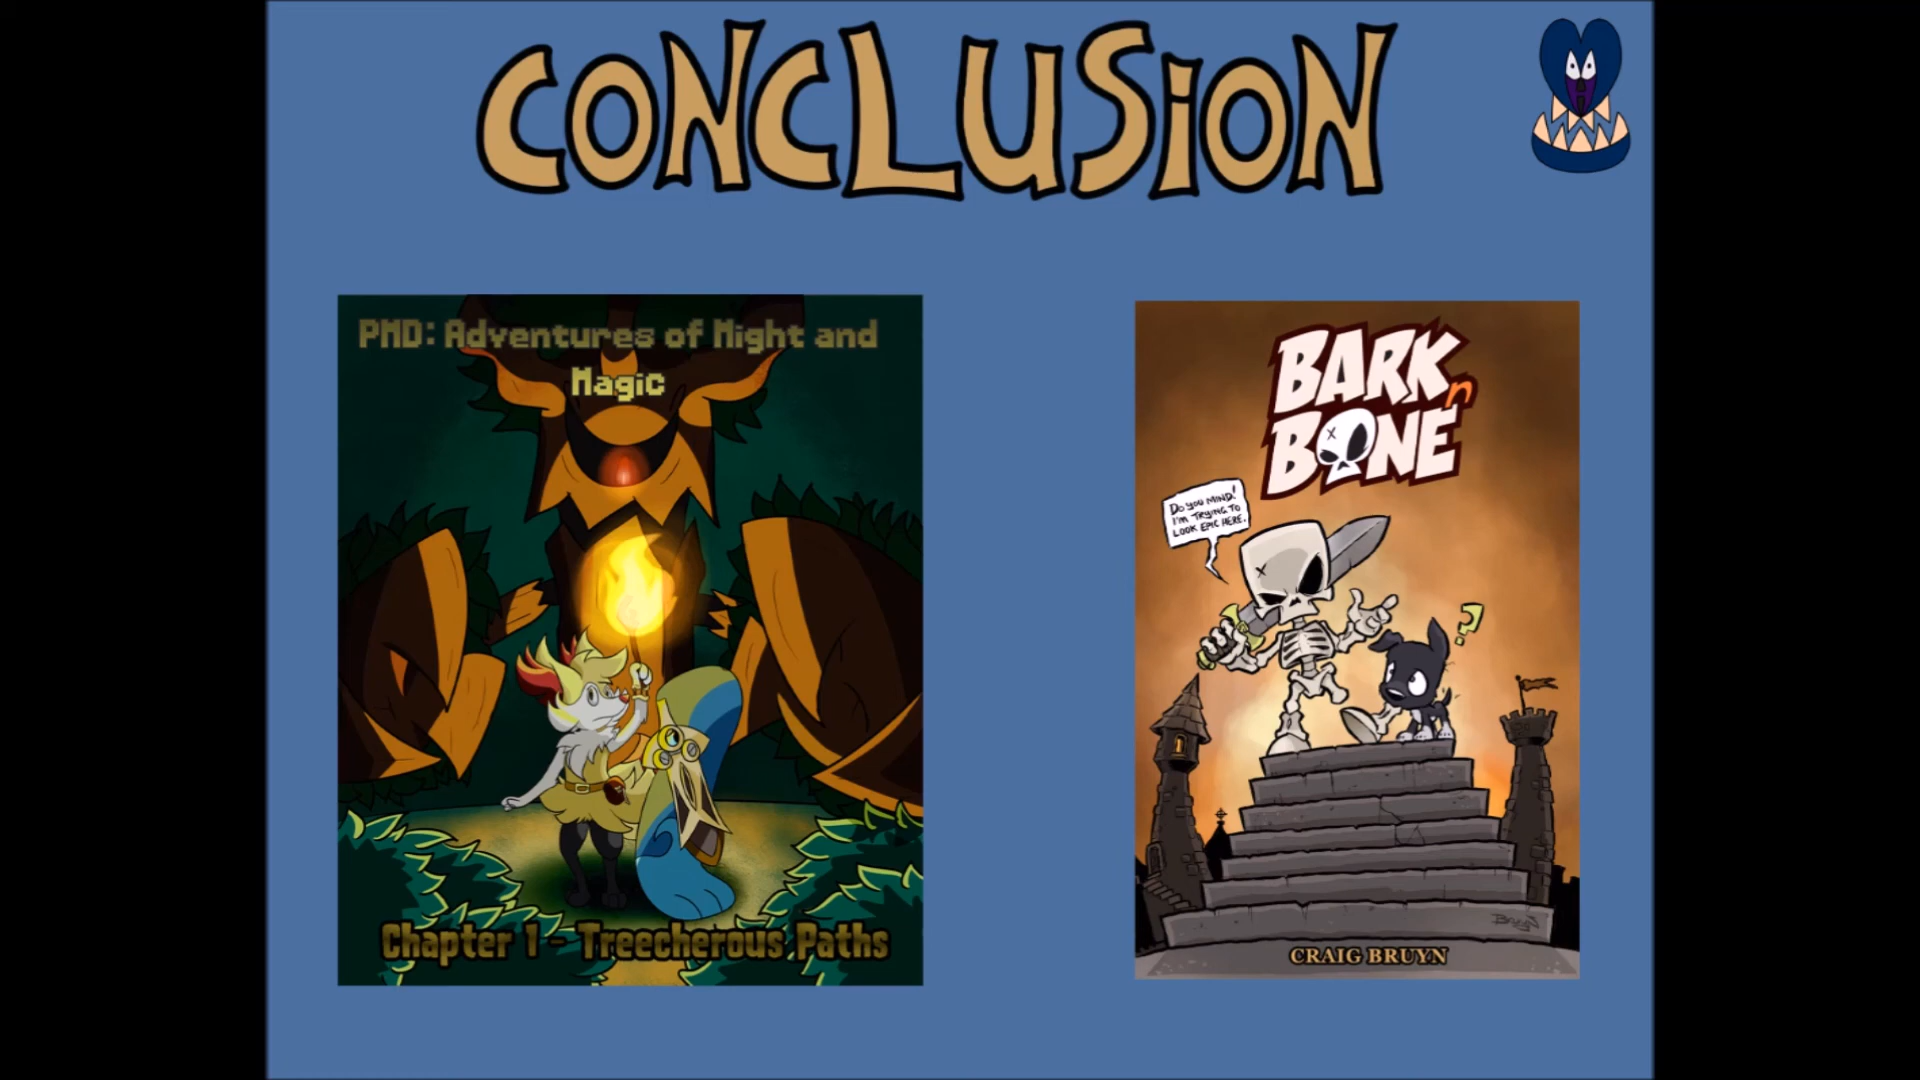 CONCLUSiON
PMD: Adventures of Might and
Magic
Chapter 1 - Treecherous Paths
BARK
n
BONE
Do you MIND!
I'm TRYING TO
LOOK EPIC HERE.
?
BRUYN
CRAIG BRUYN